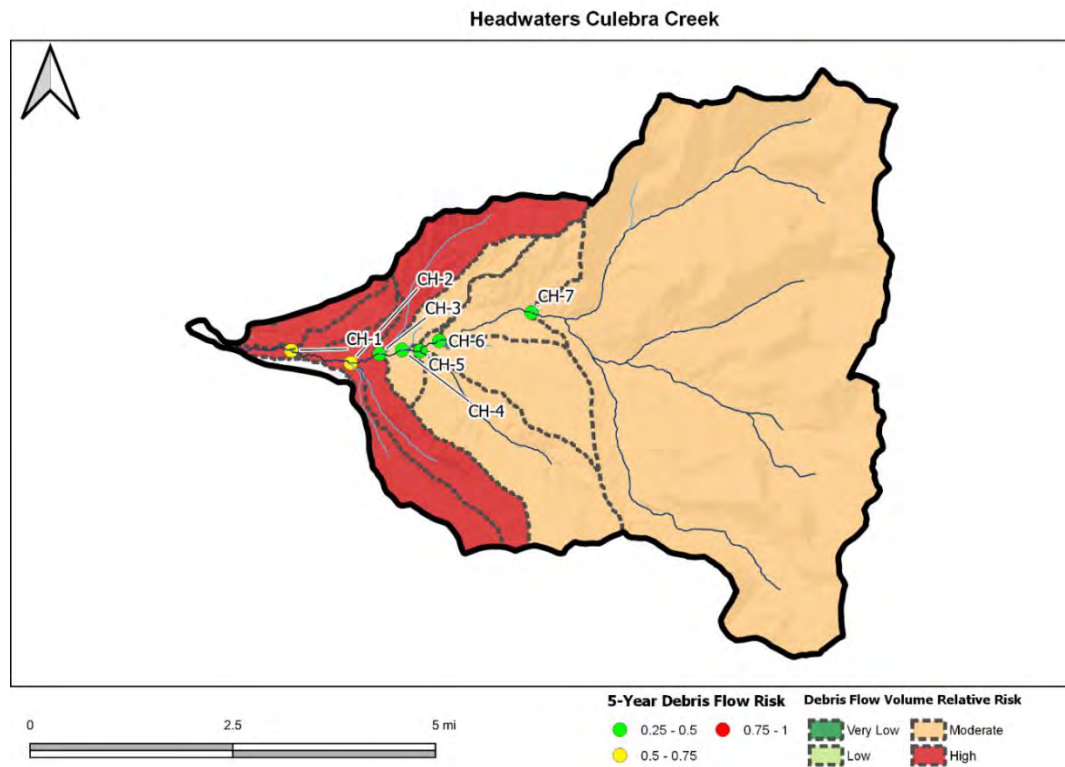 Headwaters Culebra Creek
CH-2
CH-3
CH-7
CH-1
CH-6
CH-5
CH-4
0 2.5 5 mi
5-Year Debris Flow Risk
0.25 - 0.5
0.75 - 1
0.5 - 0.75
Debris Flow Volume Relative Risk
Very Low
Moderate
Low
High